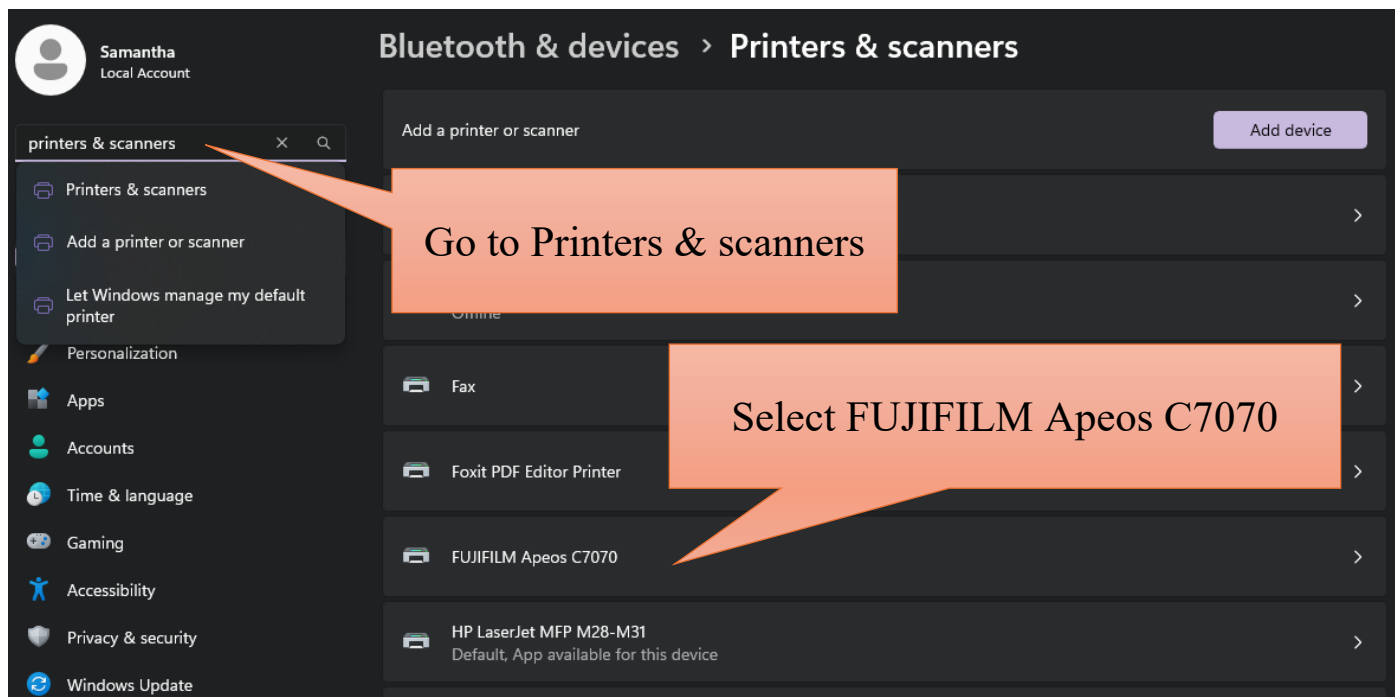 Samantha
Local Account
Bluetooth & devices > Printers & scanners
printers & scanners
Printers & scanners
Add a printer or scanner
Let Windows manage my default
printer
Personalization
Apps
Accounts
Time & language
Gaming
Accessibility
Privacy & security
Windows Update
Add a printer or scanner
Add device
Go to Printers & scanners
Offline
Fax
Select FUJIFILM Apeos C7070
Foxit PDF Editor Printer
FUJIFILM Apeos C7070
HP LaserJet MFP M28-M31
Default, App available for this device